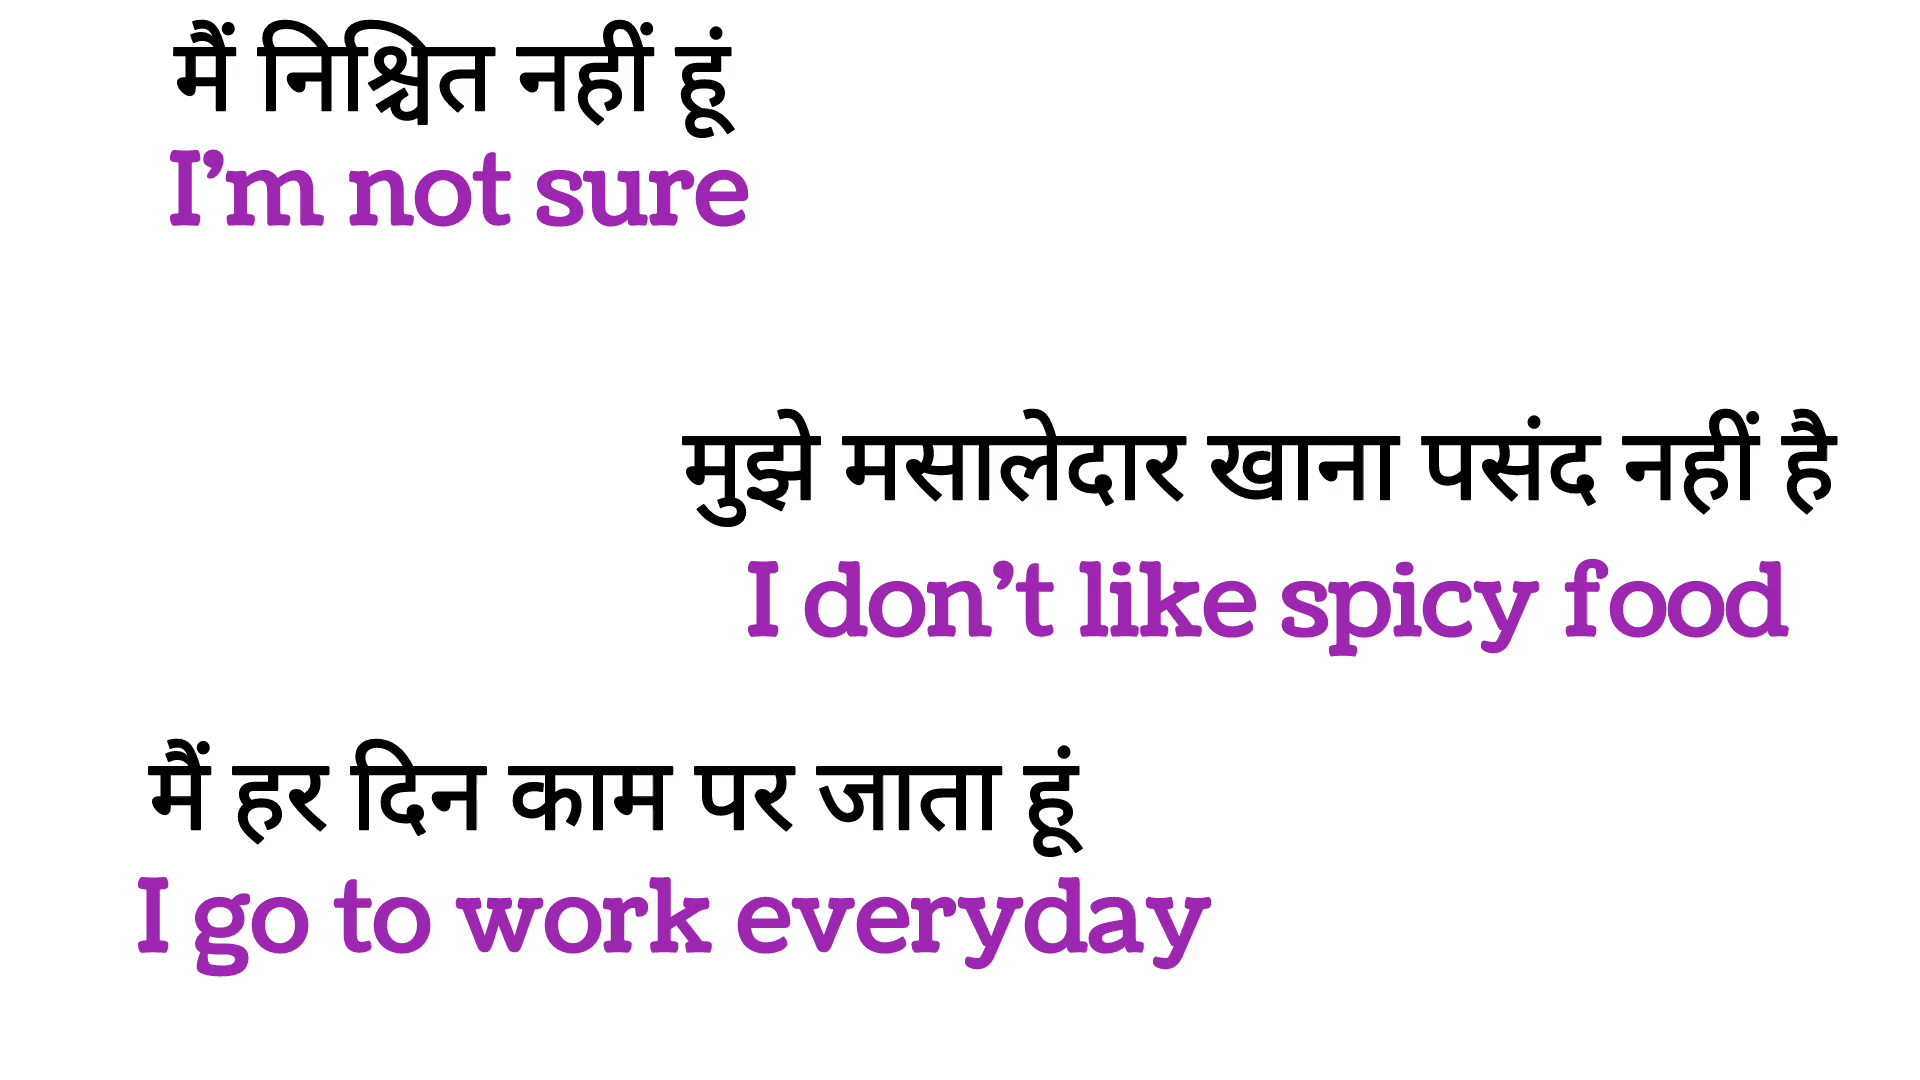 मैं निश्चित नहीं हूं
I’m not sure
मुझे मसालेदार खाना पसंद नहीं है
I don’t like spicy food
मैं हर दिन काम पर जाता हूं
I go to work everyday